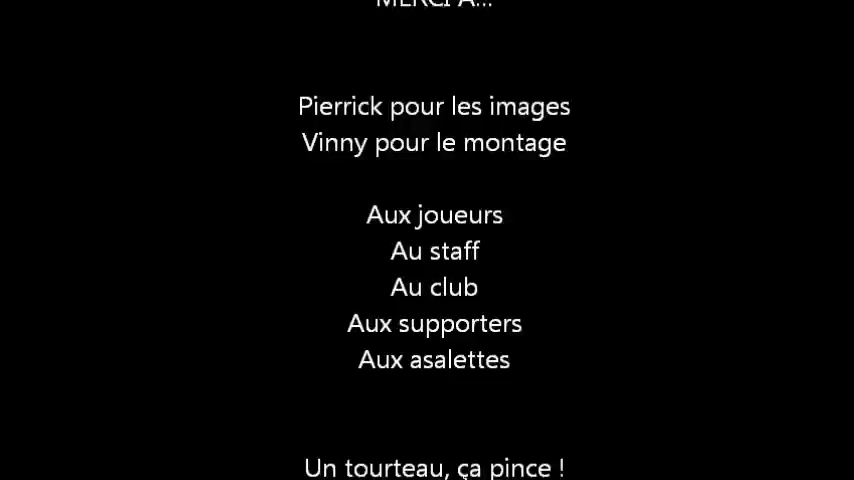 MERCI A...
Pierrick pour les images
Vinny pour le montage
Aux joueurs
Au staff
Au club
Aux supporters
Aux asalettes
Un tourteau, ça pince !